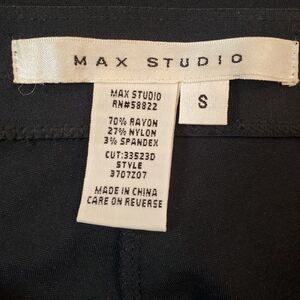 MAX STUDIO
MAX STUDIO
RN#58822
S
70% RAYON
27% NYLON
3% SPANDEX
CUT:33523D
STYLE
3707207
MADE IN CHINA
CARE ON REVERSE